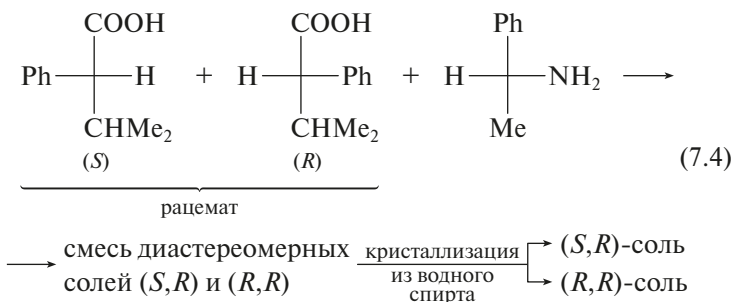 COOH COOH Ph
Ph H + H Ph + H NH₂ ⟶
CHMe₂ CHMe₂ Me
(S) (R)
(7.4)
рацемат
⟶ смесь диастереомерных кристаллизация (S,R)-соль
солей (S,R) и (R,R) из водного (R,R)-соль
спирта